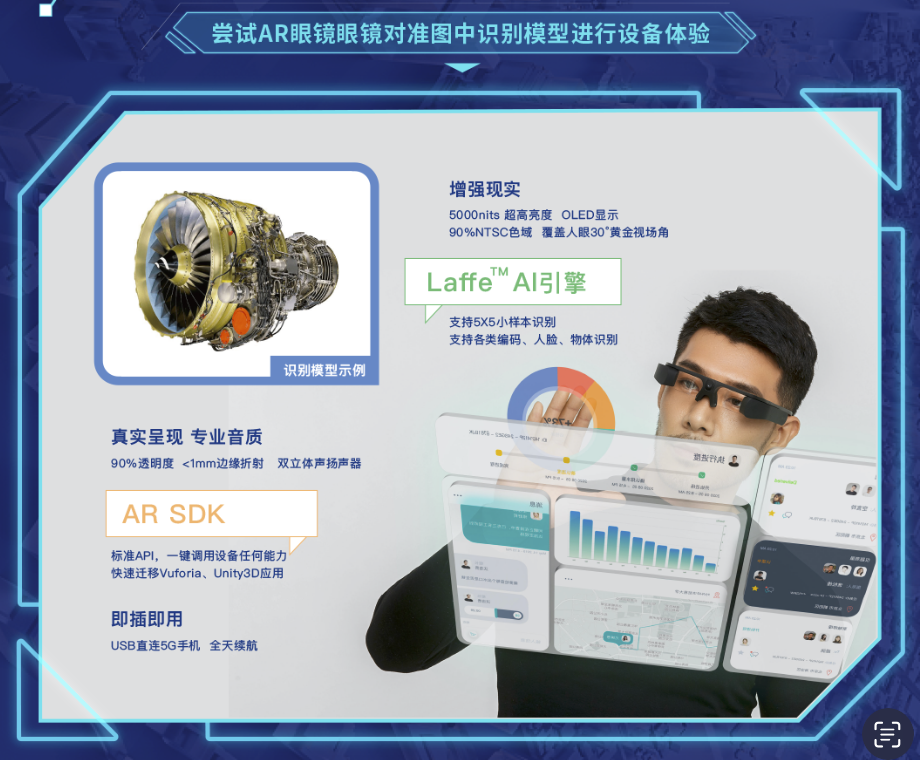 尝试AR眼镜眼镜对准图中识别模型进行设备体验
识别模型示例
增强现实
5000nits 超高亮度 OLED显示
90%NTSC色域 覆盖人眼30°黄金视场角
Laffe™ AI引擎
支持5X5小样本识别
支持各类编码、人脸、物体识别
真实呈现 专业音质
90%透明度 <1mm边缘折射 双立体声扬声器
AR SDK
标准API，一键调用设备任何能力
快速迁移Vuforia、Unity3D应用
即插即用
USB直连5G手机 全天续航
+73%
执行进度